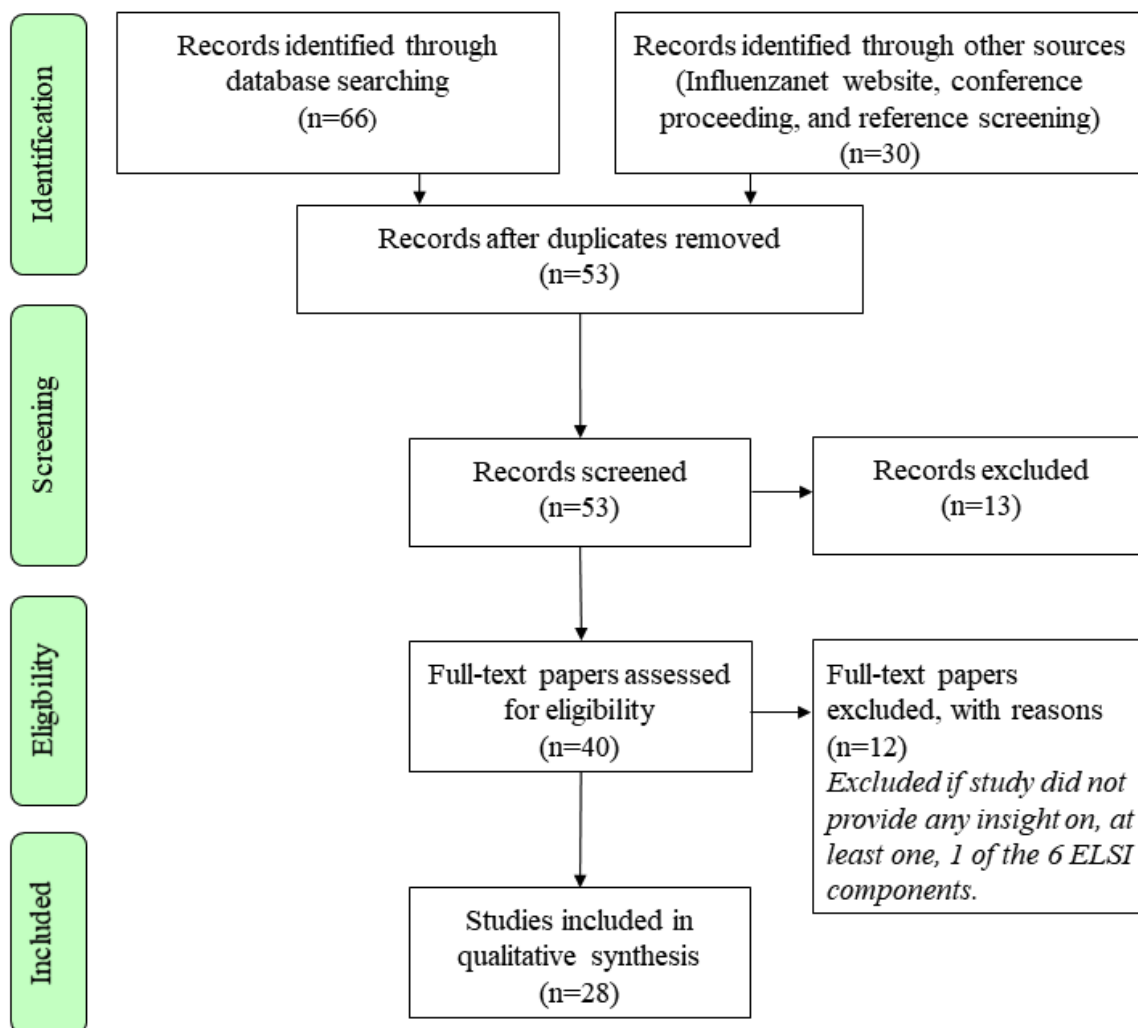 Identification
Records identified through
database searching
(n=66)
Records identified through other sources
(Influenzanet website, conference
proceeding, and reference screening)
(n=30)
Records after duplicates removed
(n=53)
Screening
Records screened
(n=53)
Records excluded
(n=13)
Eligibility
Full-text papers assessed
for eligibility
(n=40)
Full-text papers
excluded, with reasons
(n=12)
Excluded if study did not
provide any insight on, at
least one, 1 of the 6 ELSI
components.
Included
Studies included in
qualitative synthesis
(n=28)